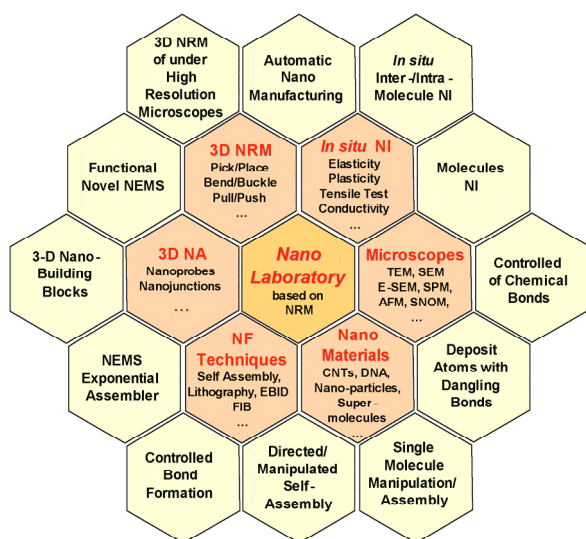 3D NRM
of under
High
Resolution
Microscopes
Automatic
Nano
Manufacturing
In situ
Inter-/Intra-
Molecule NI
Functional
Novel NEMS
3D NRM
Pick/Place
Bend/Buckle
Pull/Push
...
In situ NI
Elasticity
Plasticity
Tensile Test
Conductivity
...
Molecules
NI
3-D Nano-
Building
Blocks
3D NA
Nanoprobes
Nanojunctions
...
Nano
Laboratory
based on
NRM
Microscopes
TEM, SEM
E-SEM, SPM,
AFM, SNOM,
...
Controlled
of Chemical
Bonds
NEMS
Exponential
Assembler
NF
Techniques
Self Assembly,
Lithography, EBID
FIB
...
Nano
Materials
CNTs, DNA,
Nano-particles,
Super-
molecules
...
Deposit
Atoms with
Dangling
Bonds
Controlled
Bond
Formation
Directed/
Manipulated
Self-
Assembly
Single
Molecule
Manipulation/
Assembly